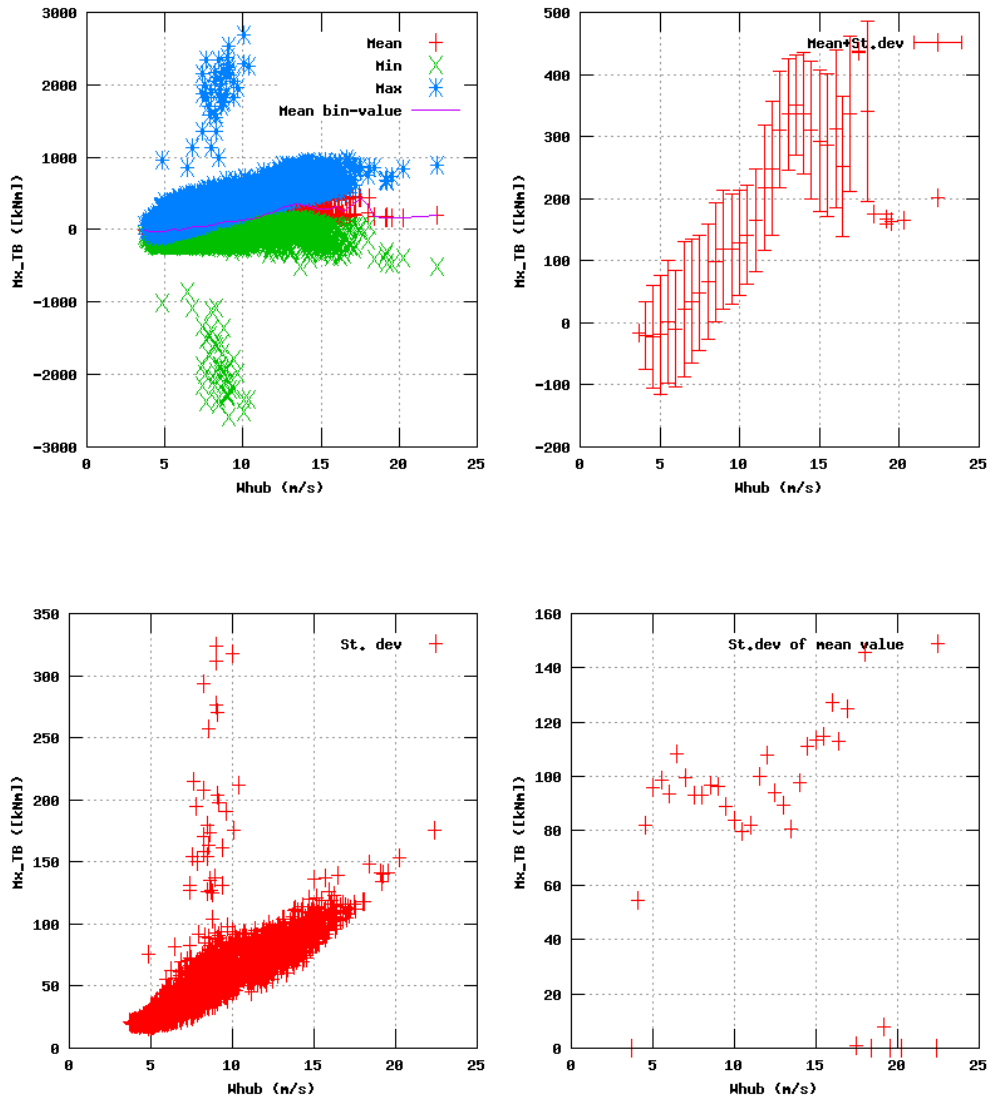 3000
2000
1000
0
-1000
-2000
-3000
0 5 10 15 20 25
Whub (m/s)
Mx_TB ([kNm])
Mean
Min
Max
Mean bin-value
500
400
300
200
100
0
-100
-200
0 5 10 15 20 25
Whub (m/s)
Mx_TB ([kNm])
Mean+St.dev
350
300
250
200
150
100
50
0
0 5 10 15 20 25
Whub (m/s)
Mx_TB ([kNm])
St. dev
160
140
120
100
80
60
40
20
0
0 5 10 15 20 25
Whub (m/s)
Mx_TB ([kNm])
St.dev of mean value